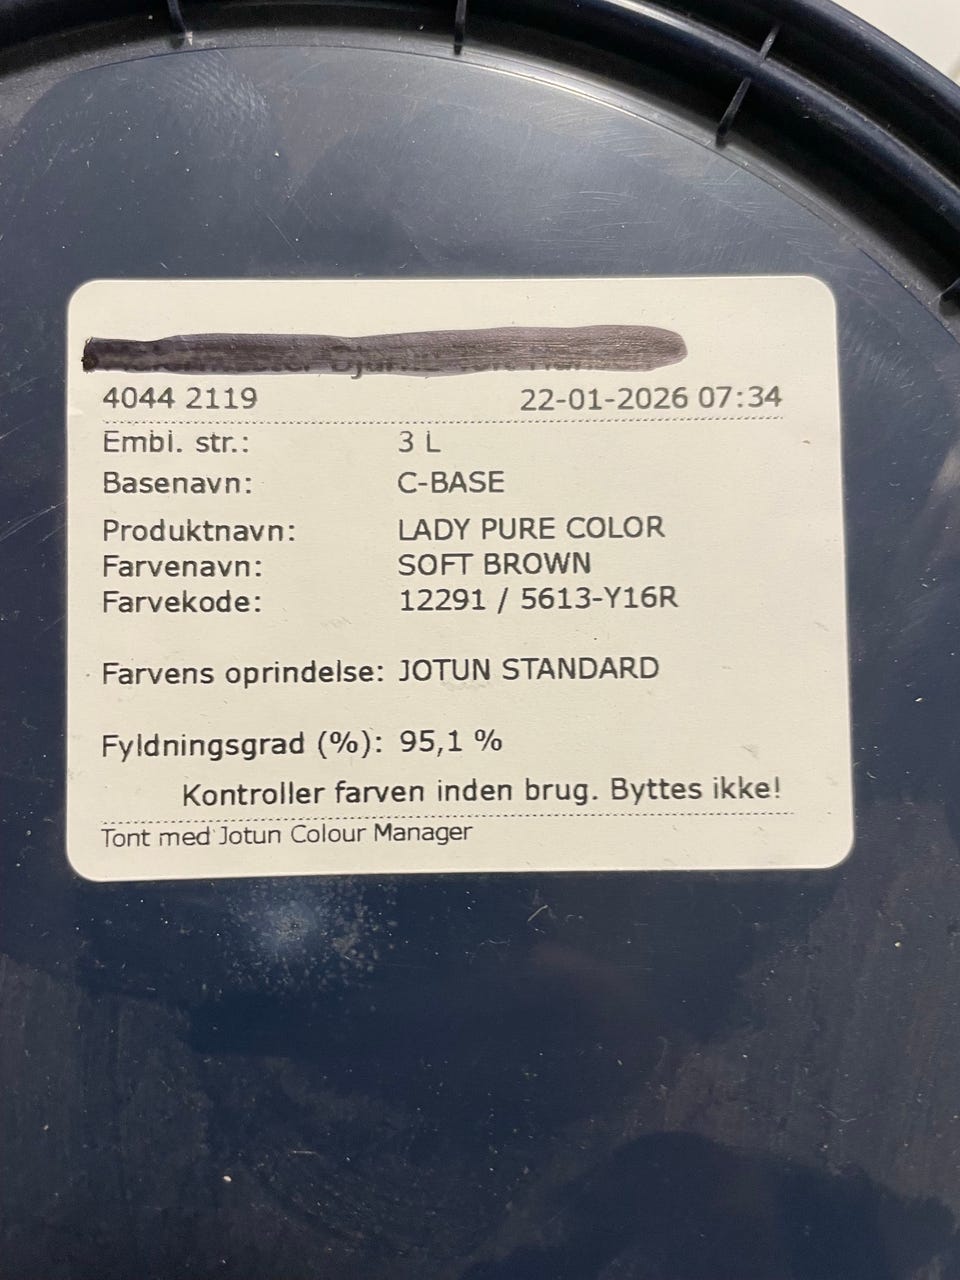 4044 2119 22-01-2026 07:34
Embl. str.: 3 L
Basenavn: C-BASE
Produktnavn: LADY PURE COLOR
Farvenavn: SOFT BROWN
Farvekode: 12291 / 5613-Y16R
Farvens oprindelse: JOTUN STANDARD
Fyldningsgrad (%): 95,1 %
Kontroller farven inden brug. Byttes ikke!
Tont med Jotun Colour Manager